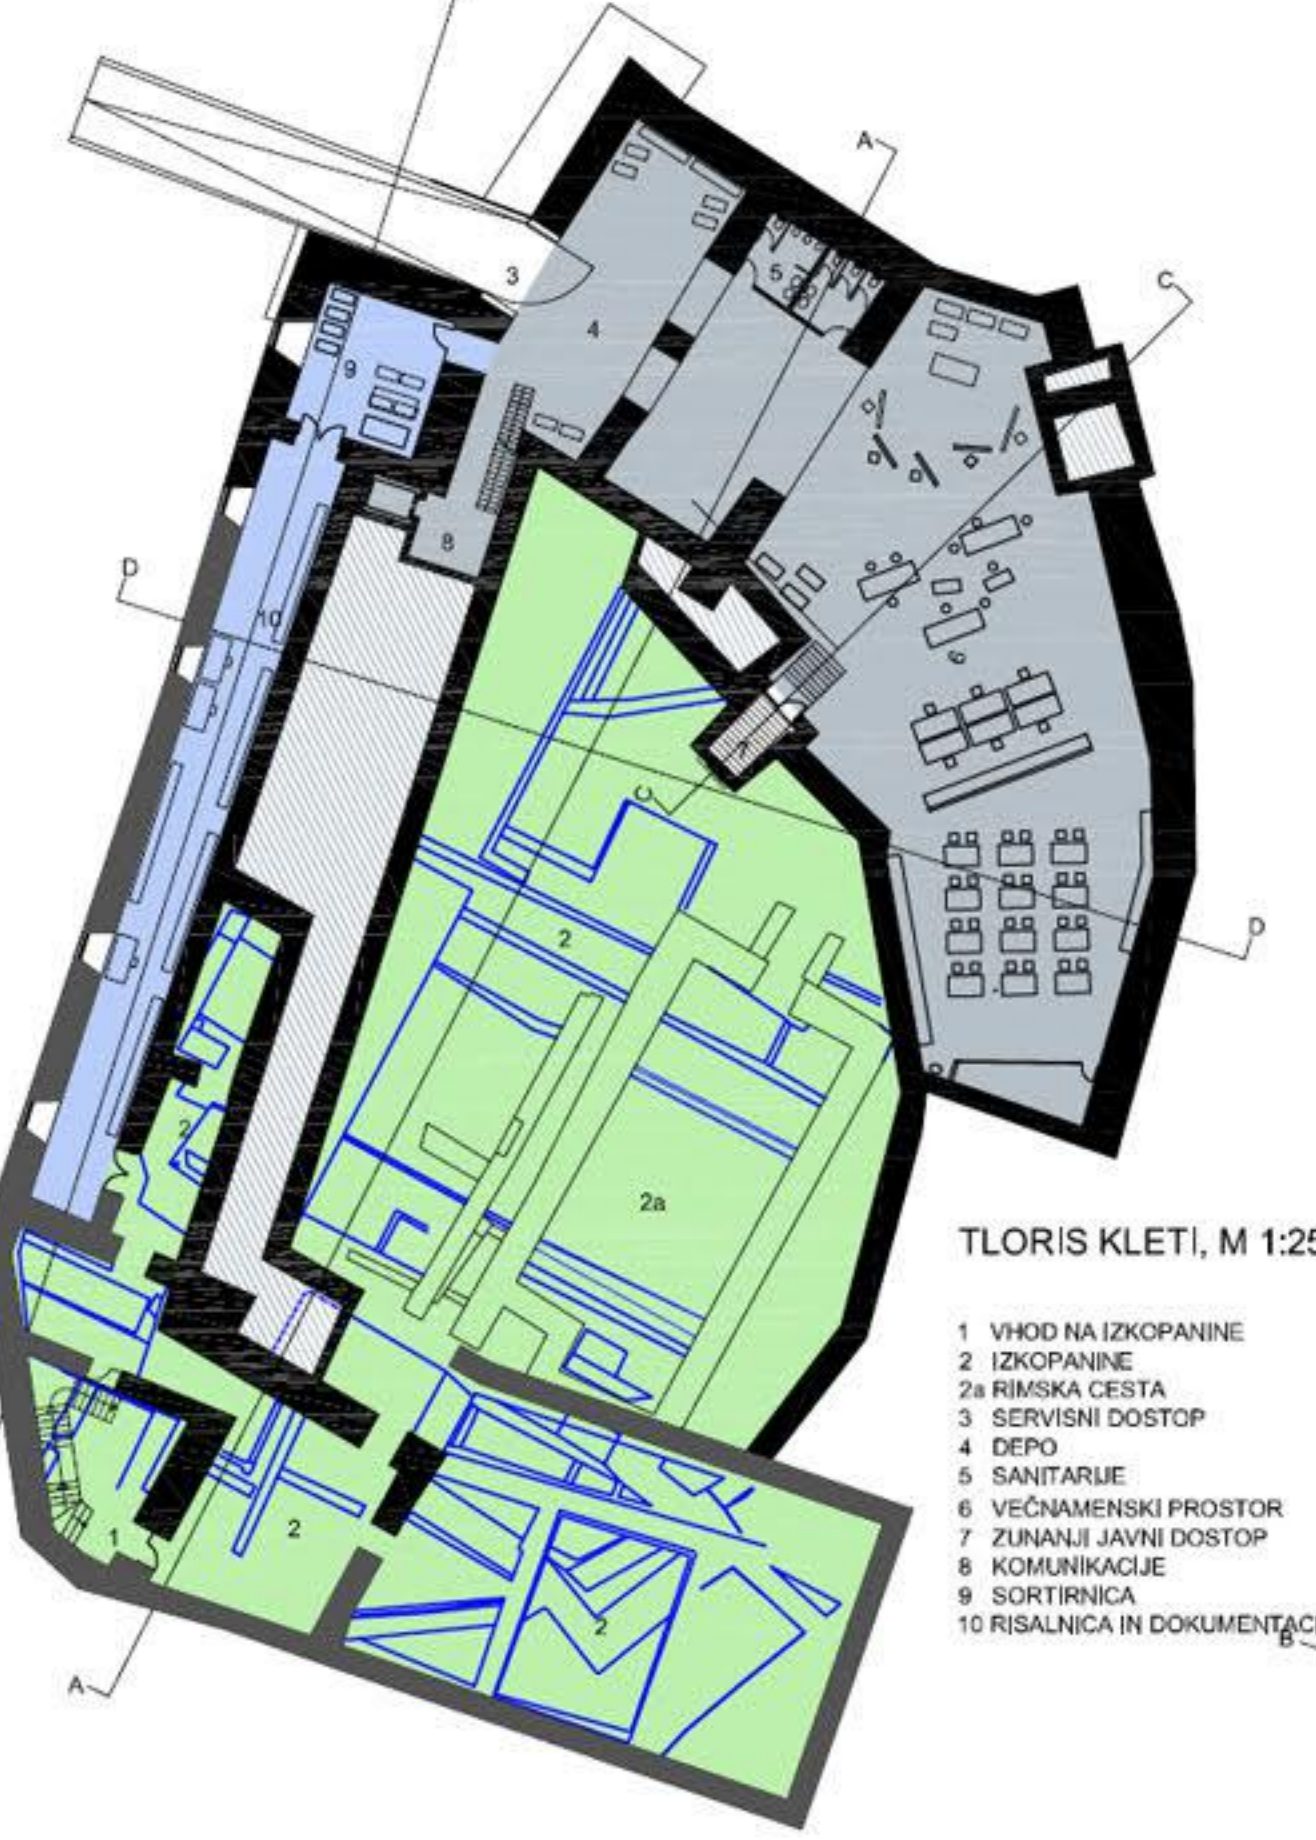 A
C
5
3
4
9
8
D
10
6
7
C
2
D
2
2a
TLORIS KLETI, M 1:25
1 VHOD NA IZKOPANINE
2 IZKOPANINE
2a RIMSKA CESTA
3 SERVISNI DOSTOP
4 DEPO
5 SANITARIJE
6 VEČNAMENSKI PROSTOR
7 ZUNANJI JAVNI DOSTOP
8 KOMUNIKACIJE
9 SORTIRNICA
10 RISALNICA IN DOKUMENTACI
B
1
2
2
A